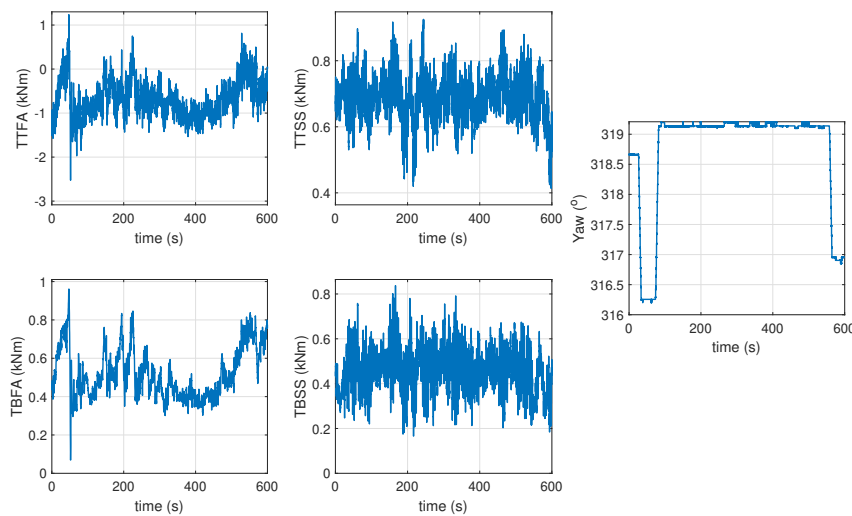 1
0
-1
-2
-3
TTFA (kNm)
0 200 400 600
time (s)
0.8
0.6
0.4
TTSS (kNm)
0 200 400 600
time (s)
319
318.5
318
317.5
317
316.5
316
Yaw (°)
0 200 400 600
time (s)
1
0.8
0.6
0.4
0.2
0
TBFA (kNm)
0 200 400 600
time (s)
0.8
0.6
0.4
0.2
0
TBSS (kNm)
0 200 400 600
time (s)